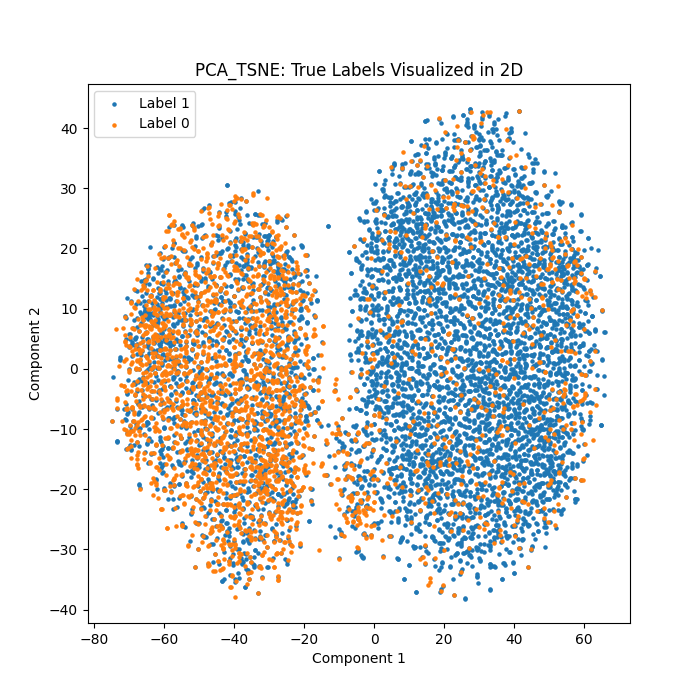 PCA_TSNE: True Labels Visualized in 2D
Label 1
Label 0
40
30
20
10
0
−10
−20
−30
−40
Component 2
−80 −60 −40 −20 0 20 40 60
Component 1